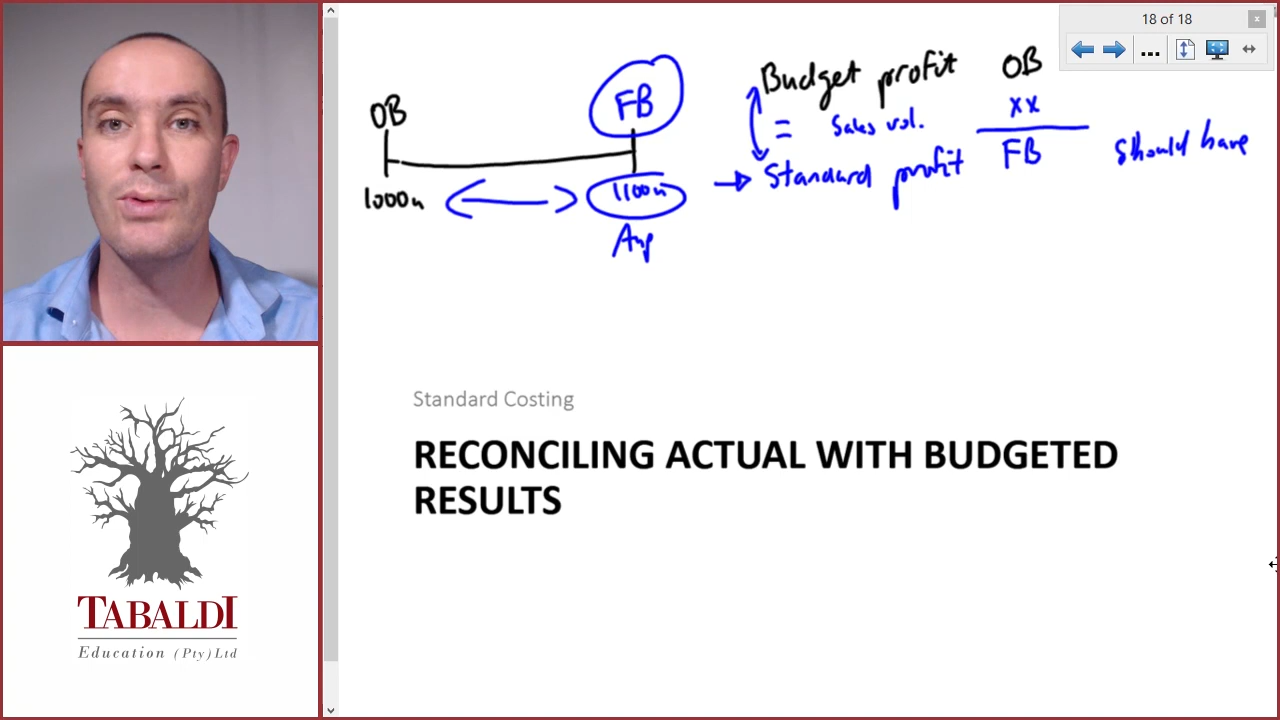 18 of 18
OB
1000u
FB
1100u
Budget profit OB
= Sales vol. xx
Standard profit FB Should have
Standard Costing
RECONCILING ACTUAL WITH BUDGETED
RESULTS
TABALDI
Education (Pty) Ltd